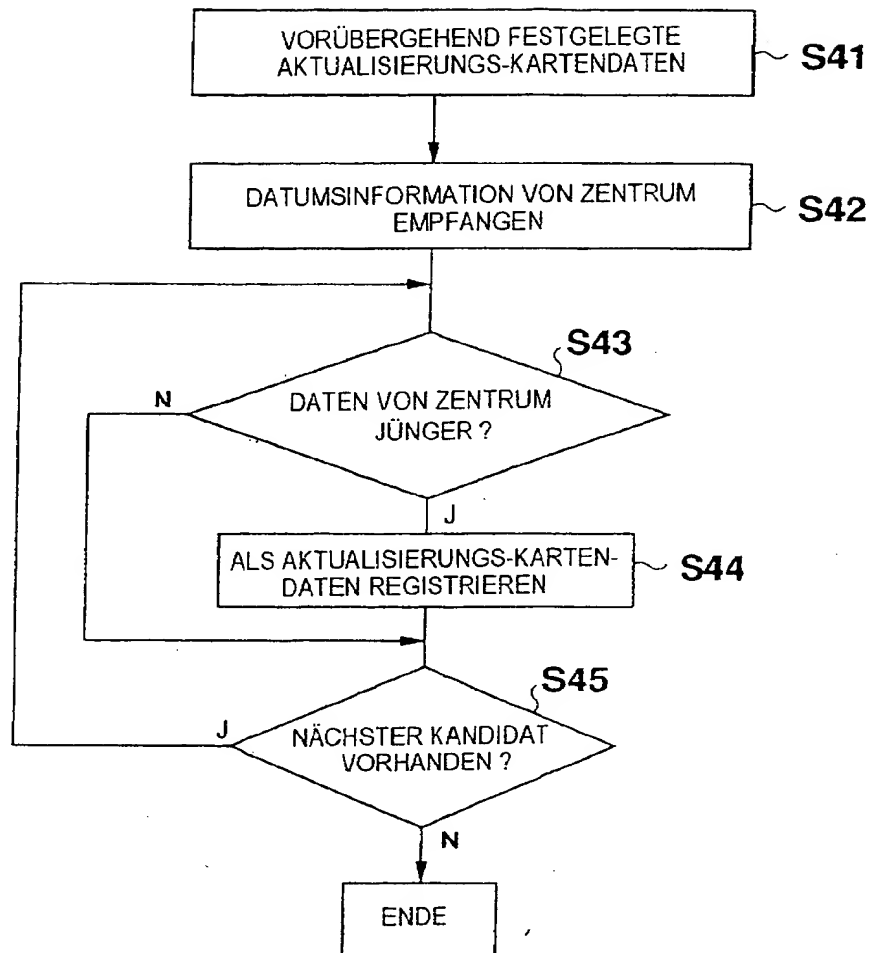 VORÜBERGEHEND FESTGELEGTE
AKTUALISIERUNGS-KARTENDATEN
S41
DATUMSINFORMATION VON ZENTRUM
EMPFANGEN
S42
S43
N
DATEN VON ZENTRUM
JÜNGER ?
J
ALS AKTUALISIERUNGS-KARTEN-
DATEN REGISTRIEREN
S44
S45
J
NÄCHSTER KANDIDAT
VORHANDEN ?
N
ENDE